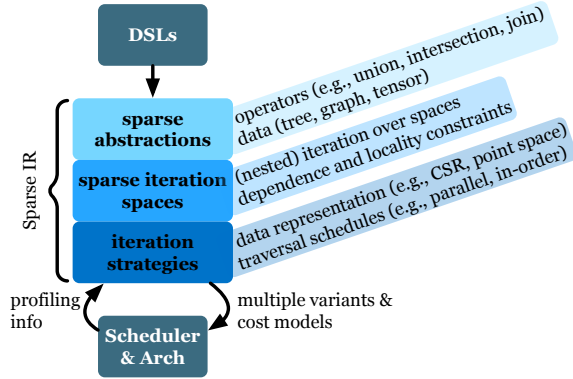 DSLs
Sparse IR
sparse
abstractions
operators (e.g., union, intersection, join)
data (tree, graph, tensor)
sparse iteration
spaces
(nested) iteration over spaces
dependence and locality constraints
iteration
strategies
data representation (e.g., CSR, point space)
traversal schedules (e.g., parallel, in-order)
profiling
info
multiple variants &
cost models
Scheduler
& Arch